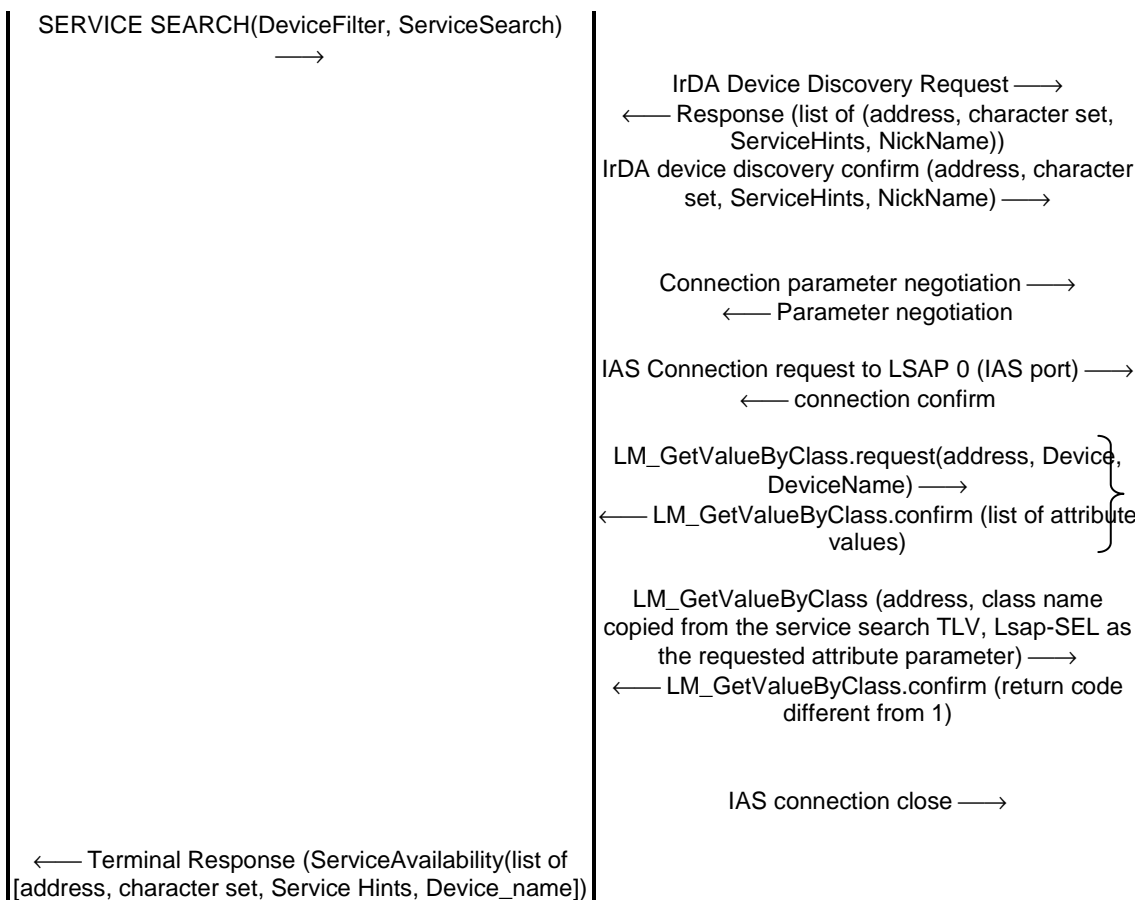 SERVICE SEARCH(DeviceFilter, ServiceSearch)
⟶
IrDA Device Discovery Request ⟶
⟵ Response (list of (address, character set,
ServiceHints, NickName))
IrDA device discovery confirm (address, character
set, ServiceHints, NickName) ⟶
Connection parameter negotiation ⟶
⟵ Parameter negotiation
IAS Connection request to LSAP 0 (IAS port) ⟶
⟵ connection confirm
LM_GetValueByClass.request(address, Device,
DeviceName) ⟶
⟵ LM_GetValueByClass.confirm (list of attribute
values)
LM_GetValueByClass (address, class name
copied from the service search TLV, Lsap-SEL as
the requested attribute parameter) ⟶
⟵ LM_GetValueByClass.confirm (return code
different from 1)
IAS connection close ⟶
⟵ Terminal Response (ServiceAvailability(list of
[address, character set, Service Hints, Device_name])